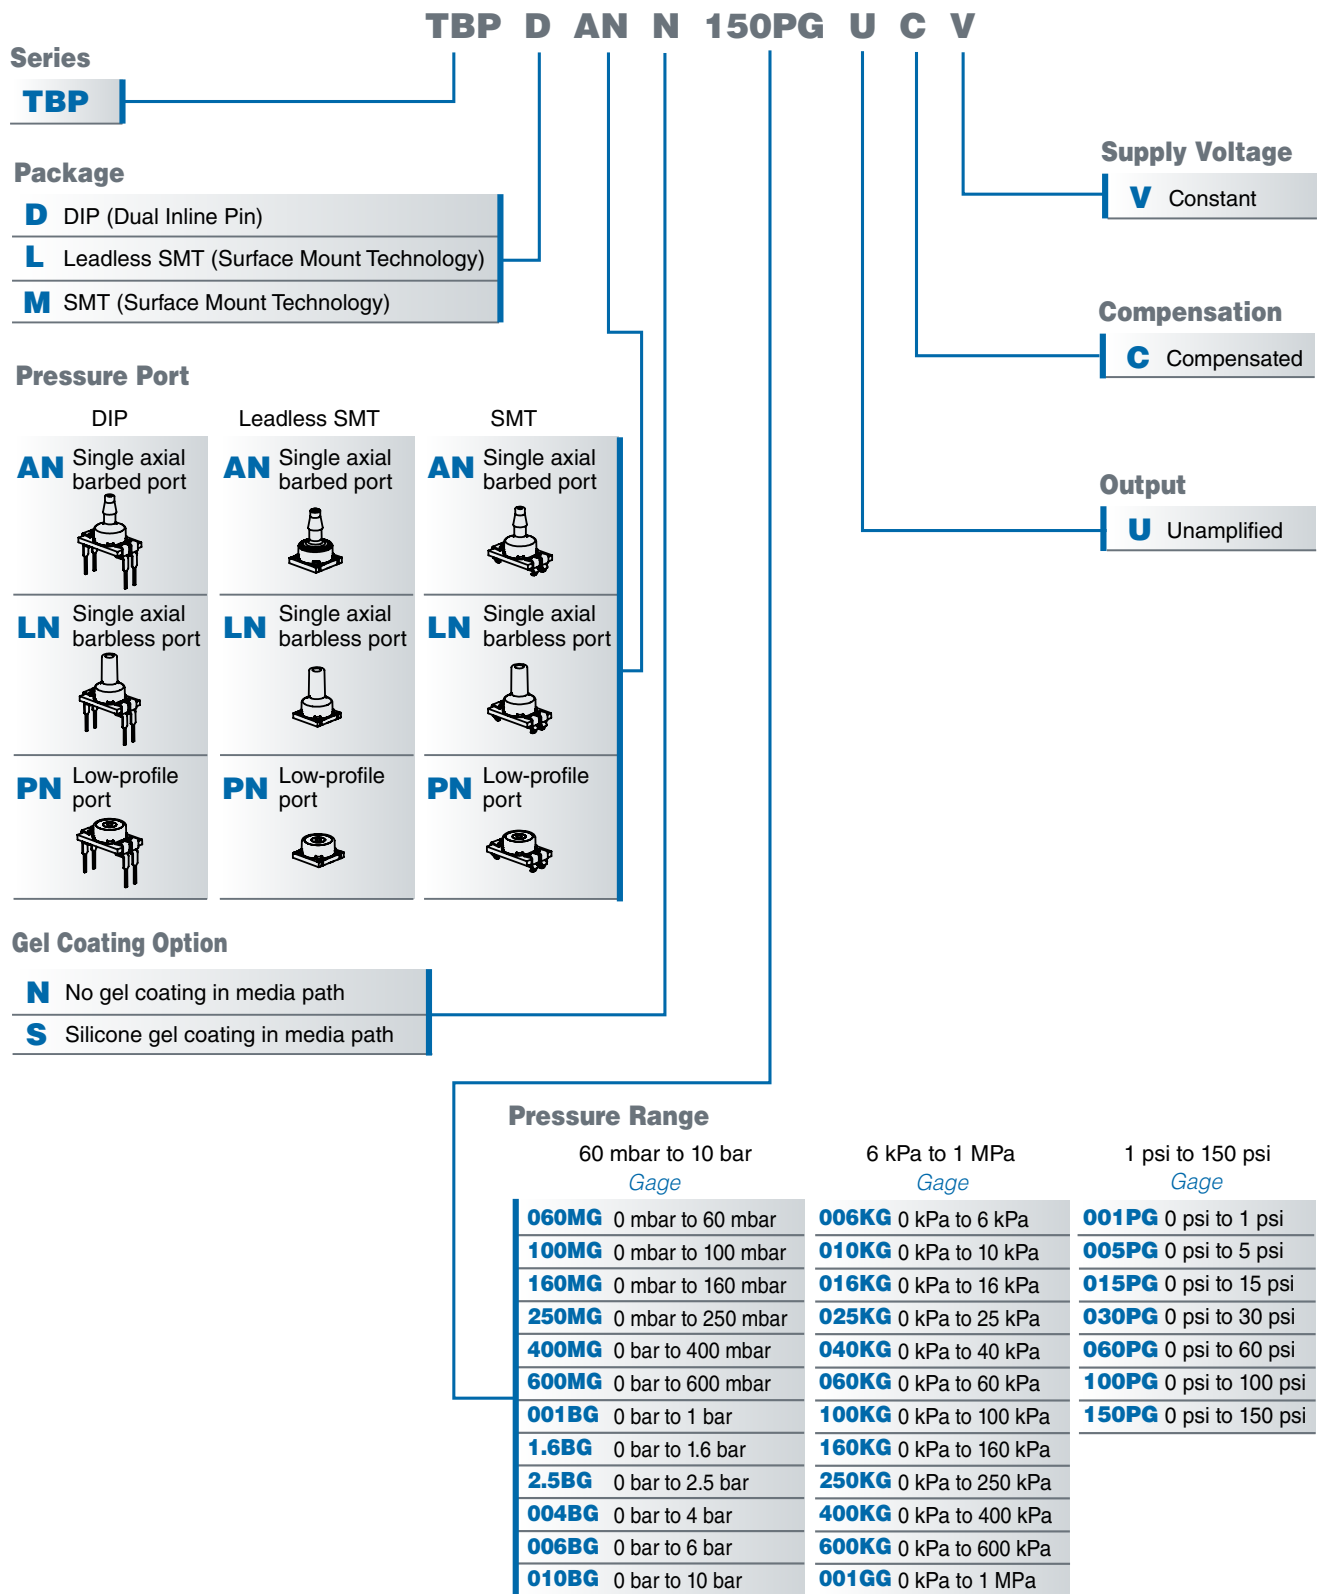 TBP D AN N 150PG U C V
Series
TBP
Package
D DIP (Dual Inline Pin)
L Leadless SMT (Surface Mount Technology)
M SMT (Surface Mount Technology)
Supply Voltage
V Constant
Compensation
C Compensated
Output
U Unamplified
Pressure Port
DIP Leadless SMT SMT
AN Single axial barbed port
AN Single axial barbed port
AN Single axial barbed port
LN Single axial barbless port
LN Single axial barbless port
LN Single axial barbless port
PN Low-profile port
PN Low-profile port
PN Low-profile port
Gel Coating Option
N No gel coating in media path
S Silicone gel coating in media path
Pressure Range
60 mbar to 10 bar
Gage
060MG 0 mbar to 60 mbar
100MG 0 mbar to 100 mbar
160MG 0 mbar to 160 mbar
250MG 0 mbar to 250 mbar
400MG 0 bar to 400 mbar
600MG 0 bar to 600 mbar
001BG 0 bar to 1 bar
1.6BG 0 bar to 1.6 bar
2.5BG 0 bar to 2.5 bar
004BG 0 bar to 4 bar
006BG 0 bar to 6 bar
010BG 0 bar to 10 bar
6 kPa to 1 MPa
Gage
006KG 0 kPa to 6 kPa
010KG 0 kPa to 10 kPa
016KG 0 kPa to 16 kPa
025KG 0 kPa to 25 kPa
040KG 0 kPa to 40 kPa
060KG 0 kPa to 60 kPa
100KG 0 kPa to 100 kPa
160KG 0 kPa to 160 kPa
250KG 0 kPa to 250 kPa
400KG 0 kPa to 400 kPa
600KG 0 kPa to 600 kPa
001GG 0 kPa to 1 MPa
1 psi to 150 psi
Gage
001PG 0 psi to 1 psi
005PG 0 psi to 5 psi
015PG 0 psi to 15 psi
030PG 0 psi to 30 psi
060PG 0 psi to 60 psi
100PG 0 psi to 100 psi
150PG 0 psi to 150 psi